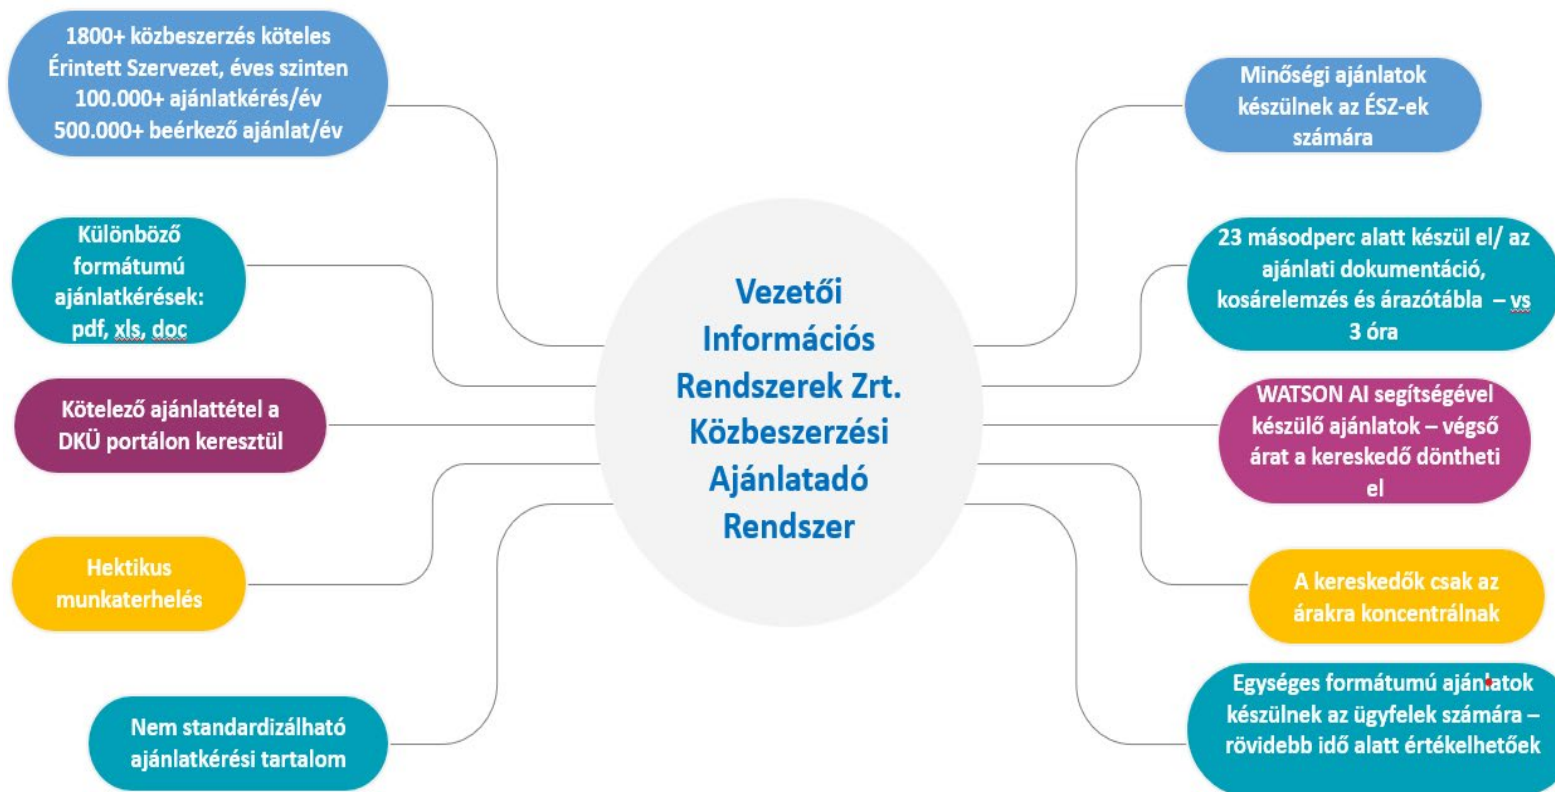 1800+ közbeszerzés köteles
Érintett Szervezet, éves szinten
100.000+ ajánlatkérés/év
500.000+ beérkező ajánlat/év
Különböző
formátumú
ajánlatkérések:
pdf, xls, doc
Kötelező ajánlattétel a
DKÜ portálon keresztül
Hektikus
munkaterhelés
Nem standardizálható
ajánlatkérési tartalom
Vezetői
Információs
Rendszerek Zrt.
Közbeszerzési
Ajánlatadó
Rendszer
Minőségi ajánlatok
készülnek az ÉSZ-ek
számára
23 másodperc alatt készül el/ az
ajánlati dokumentáció,
kosárelemzés és árazótábla – vs
3 óra
WATSON AI segítségével
készülő ajánlatok – végső
árat a kereskedő döntheti
el
A kereskedők csak az
árakra koncentrálnak
Egységes formátumú ajánlatok
készülnek az ügyfelek számára –
rövidebb idő alatt értékelhetőek